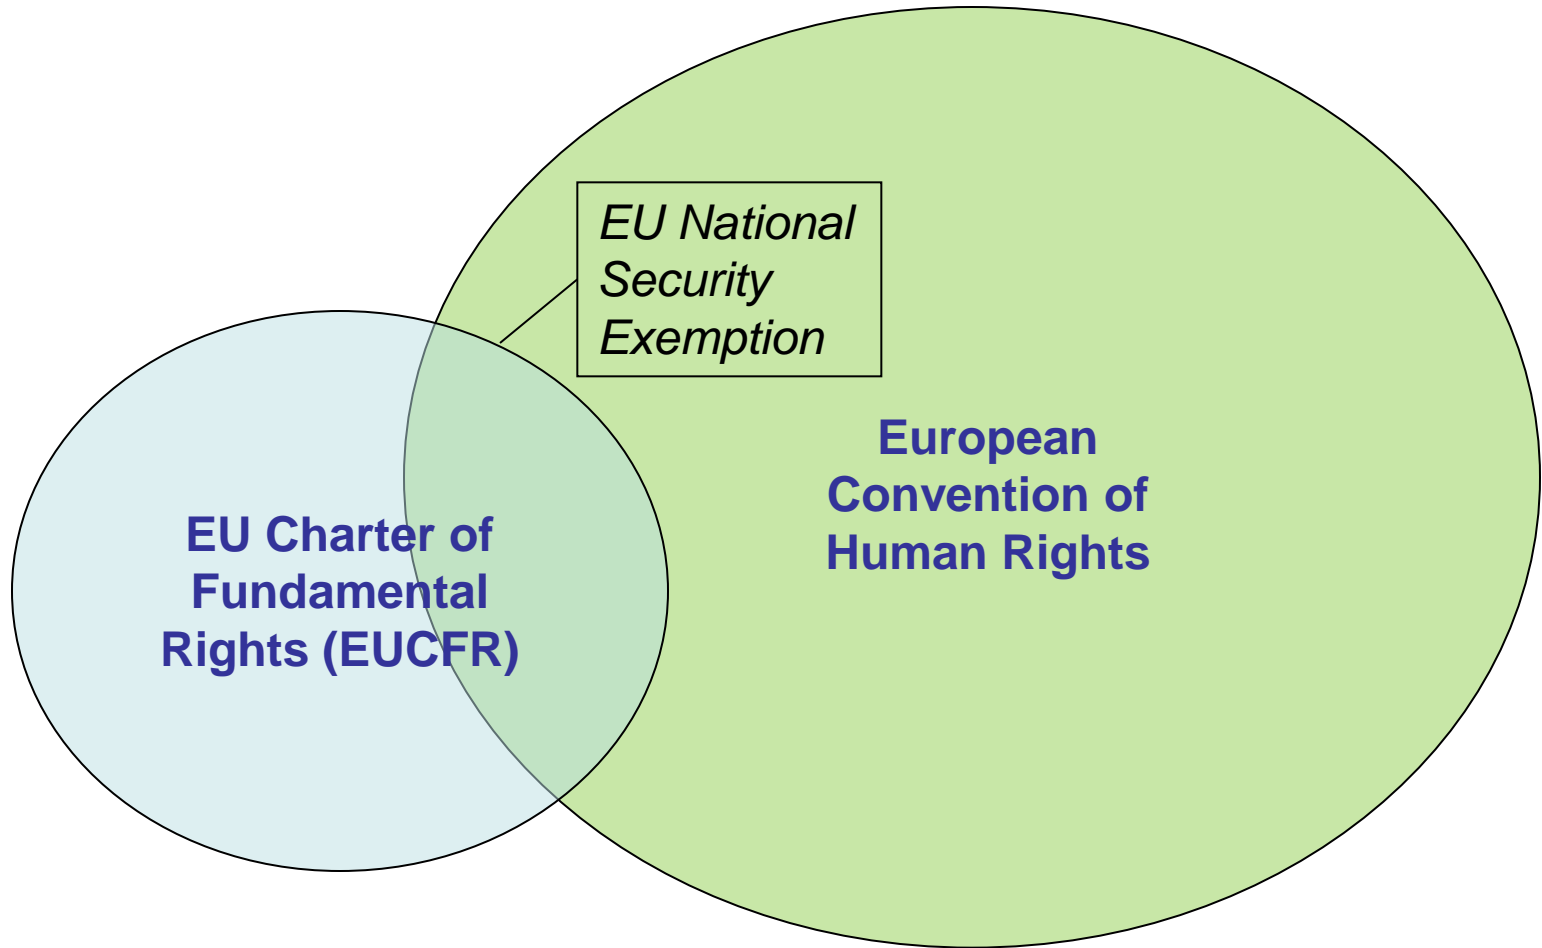 EU National
Security
Exemption
European
Convention of
Human Rights
EU Charter of
Fundamental
Rights (EUCFR)